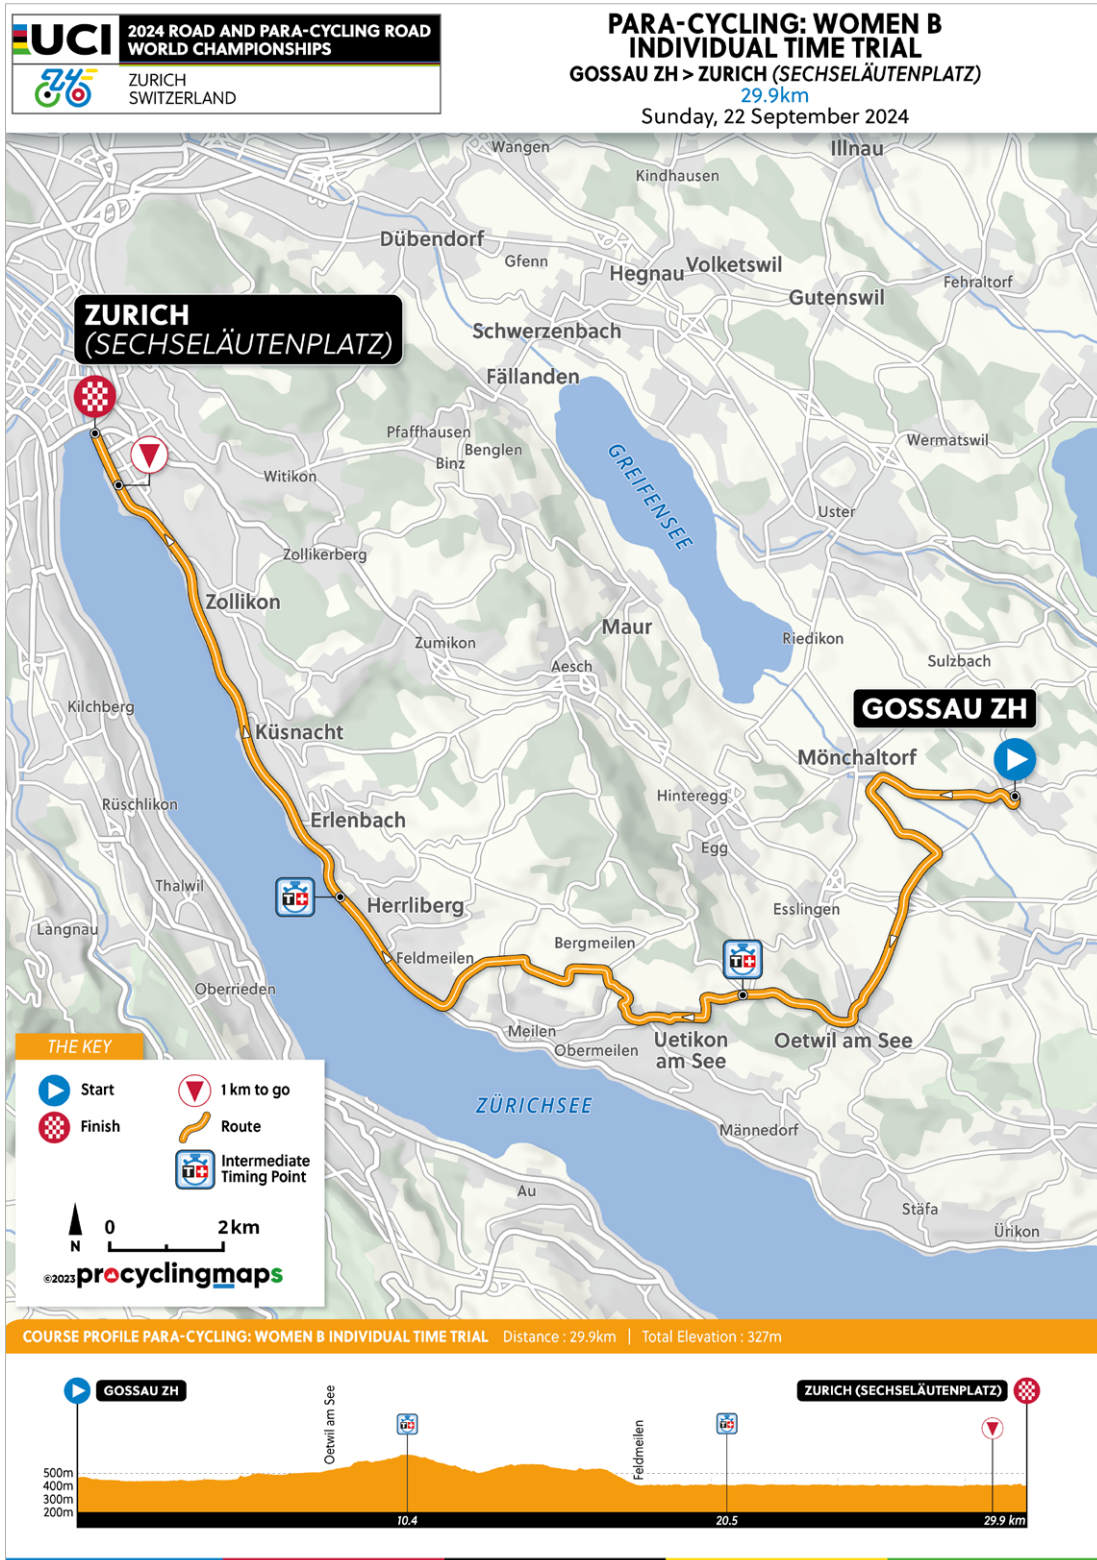 UCI
2024 ROAD AND PARA-CYCLING ROAD
WORLD CHAMPIONSHIPS
ZURICH
SWITZERLAND
PARA-CYCLING: WOMEN B
INDIVIDUAL TIME TRIAL
GOSSAU ZH > ZURICH (SECHSELÄUTENPLATZ)
29.9km
Sunday, 22 September 2024
Wangen
Illnau
Kindhausen
Dübendorf
Gfenn
Hegnau
Volketswil
Fehraltorf
Gutenswil
ZURICH
(SECHSELÄUTENPLATZ)
Schwerzenbach
Fällanden
Pfaffhausen
Benglen
Binz
Wermatswil
Witikon
GREIFENSEE
Uster
Zollikerberg
Zollikon
Maur
Riedikon
Zumikon
Aesch
Sulzbach
Kilchberg
GOSSAU ZH
Küsnacht
Mönchaltorf
Hinteregg
Rüschlikon
Erlenbach
Egg
Thalwil
Herrliberg
Esslingen
Langnau
Bergmeilen
Feldmeilen
Oberrieden
Meilen
Obermeilen
Uetikon
am See
Oetwil am See
ZÜRICHSEE
Männedorf
Au
Stäfa
Ürikon
THE KEY
Start
1 km to go
Finish
Route
T
Intermediate
Timing Point
N
0
2 km
©2023 procyclingmaps
COURSE PROFILE PARA-CYCLING: WOMEN B INDIVIDUAL TIME TRIAL Distance : 29.9km | Total Elevation : 327m
GOSSAU ZH
Oetwil am See
Feldmeilen
ZURICH (SECHSELÄUTENPLATZ)
500m
400m
300m
200m
10.4
20.5
29.9 km